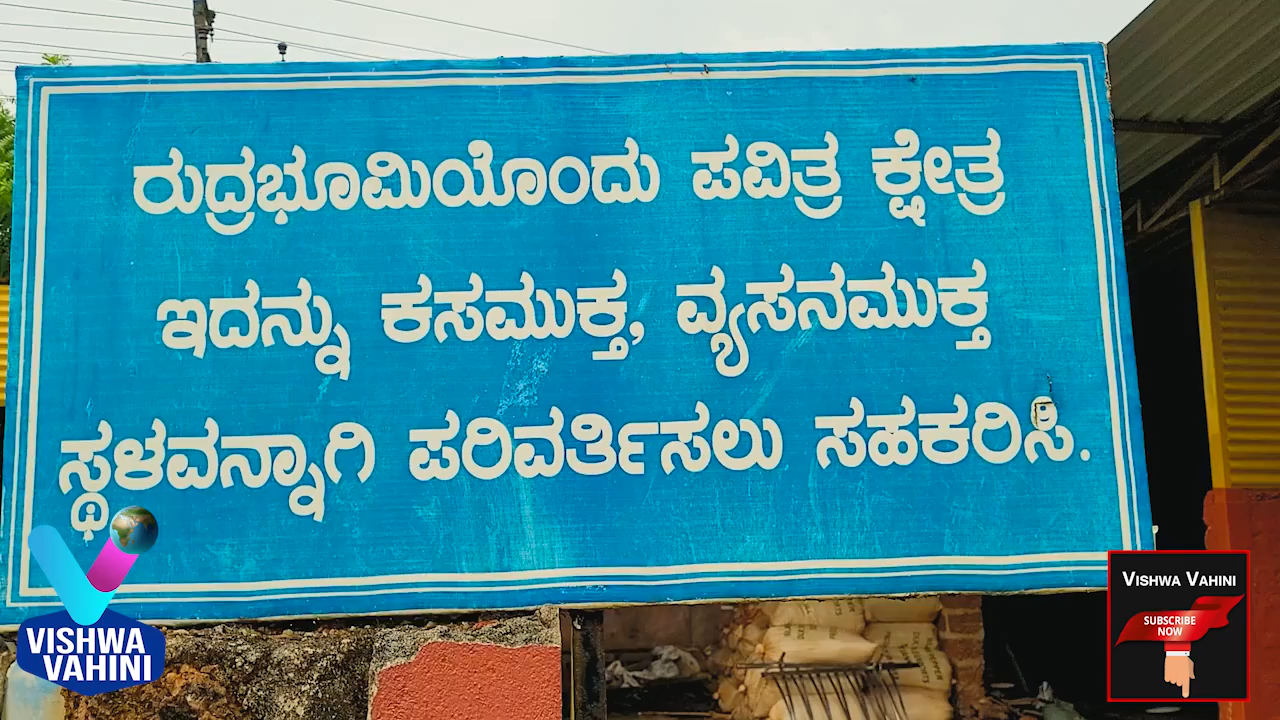 ರುದ್ರಭೂಮಿಯೊಂದು ಪವಿತ್ರ ಕ್ಷೇತ್ರ
ಇದನ್ನು ಕಸಮುಕ್ತ, ವ್ಯಸನಮುಕ್ತ
ಸ್ಥಳವನ್ನಾಗಿ ಪರಿವರ್ತಿಸಲು ಸಹಕರಿಸಿ.
VISHWA
VAHINI
VISHWA VAHINI
SUBSCRIBE
NOW